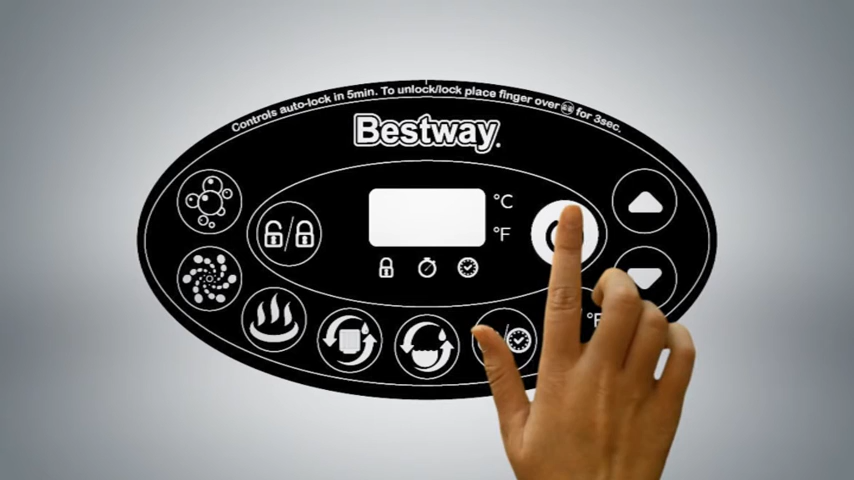 Controls auto-lock in 5min. To unlock/lock place finger over for 3sec.
Bestway.
°C
°F
/
/
/ °F